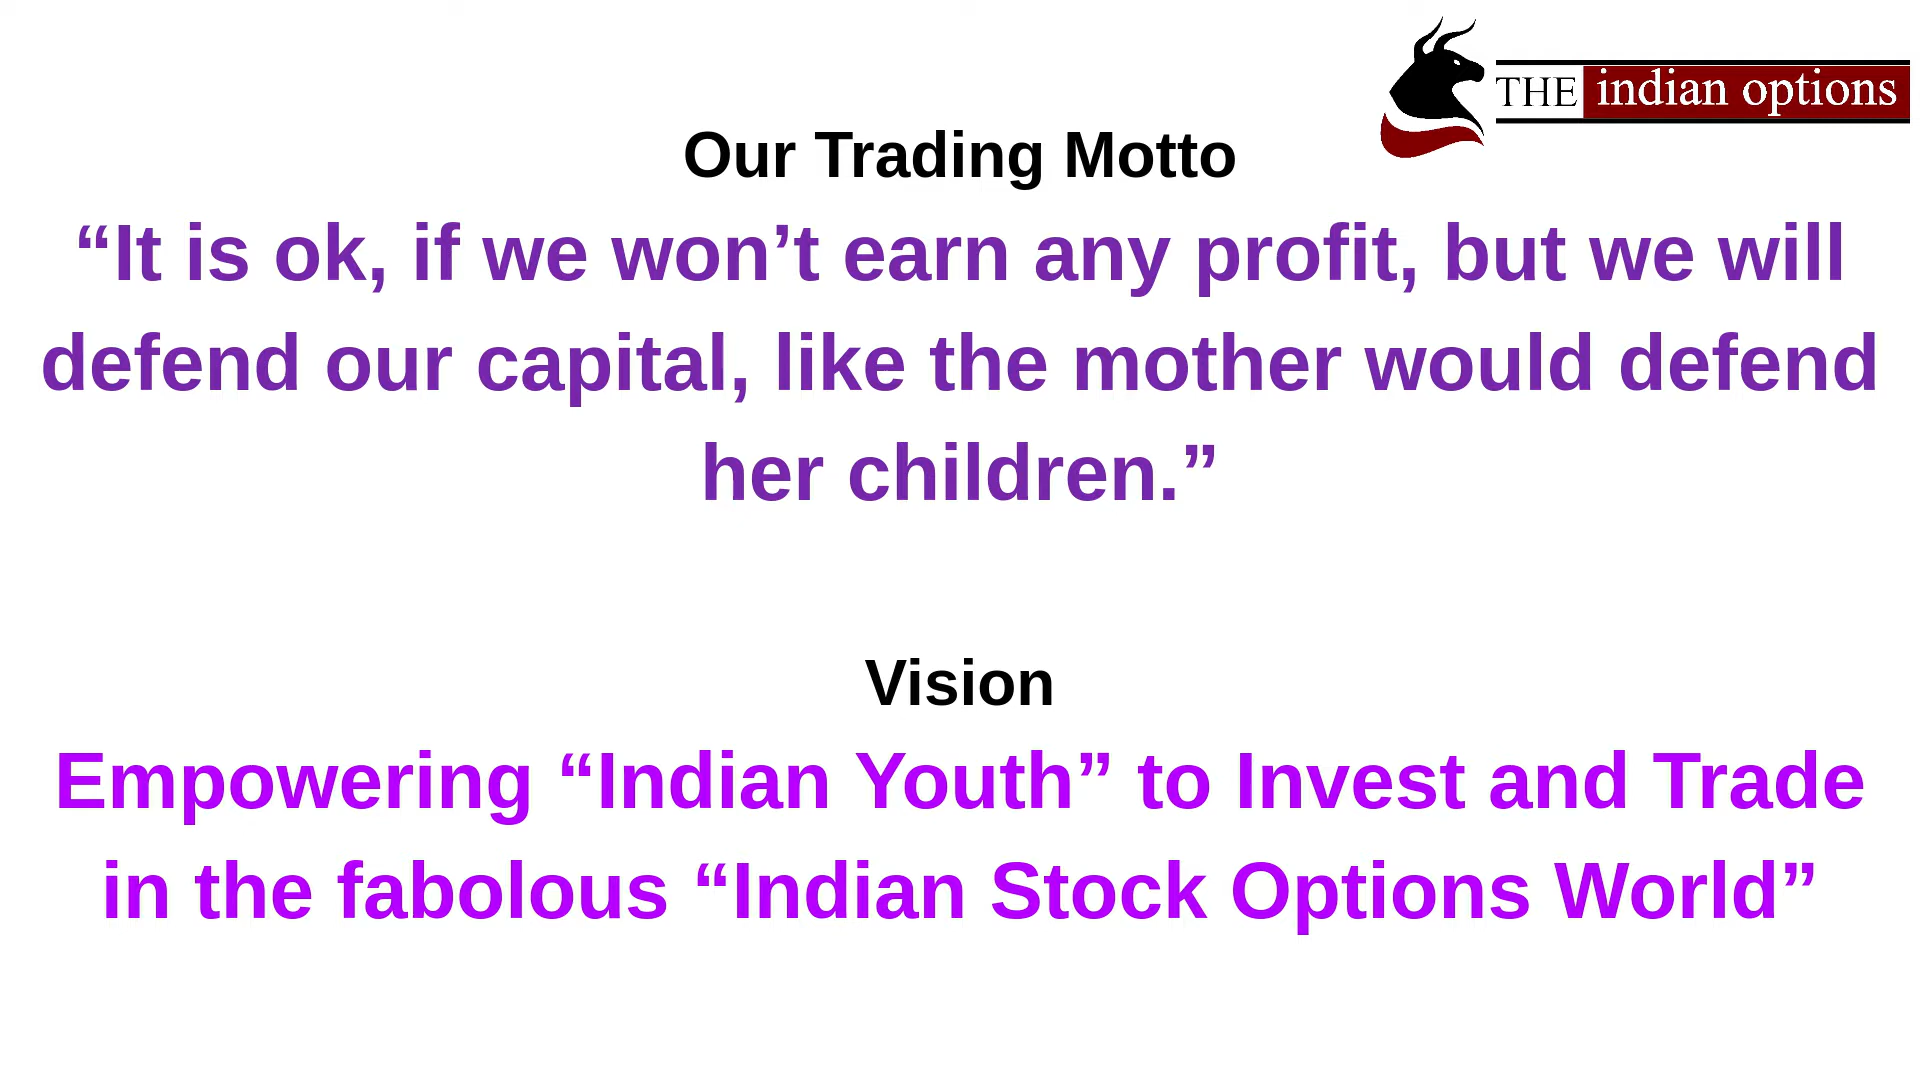 THE indian options
Our Trading Motto
“It is ok, if we won’t earn any profit, but we will
defend our capital, like the mother would defend
her children.”
Vision
Empowering “Indian Youth” to Invest and Trade
in the fabolous “Indian Stock Options World”